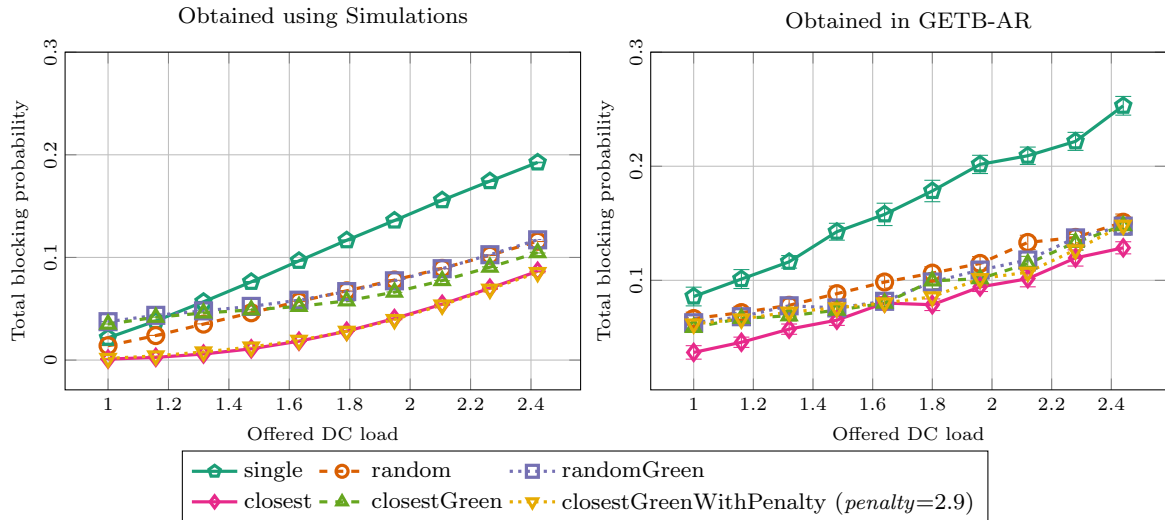 Obtained using Simulations
Total blocking probability
0.3
0.2
0.1
0
1 1.2 1.4 1.6 1.8 2 2.2 2.4
Offered DC load
Obtained in GETB-AR
Total blocking probability
0.3
0.2
0.1
1 1.2 1.4 1.6 1.8 2 2.2 2.4
Offered DC load
single random randomGreen
closest closestGreen closestGreenWithPenalty (penalty=2.9)